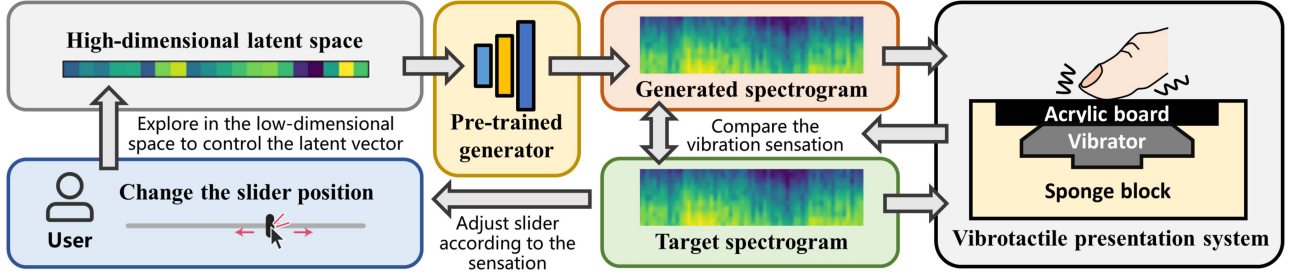 High-dimensional latent space
Explore in the low-dimensional
space to control the latent vector
Change the slider position
User
Pre-trained
generator
Adjust slider
according to the
sensation
Generated spectrogram
Compare the
vibration sensation
Target spectrogram
Acrylic board
Vibrator
Sponge block
Vibrotactile presentation system